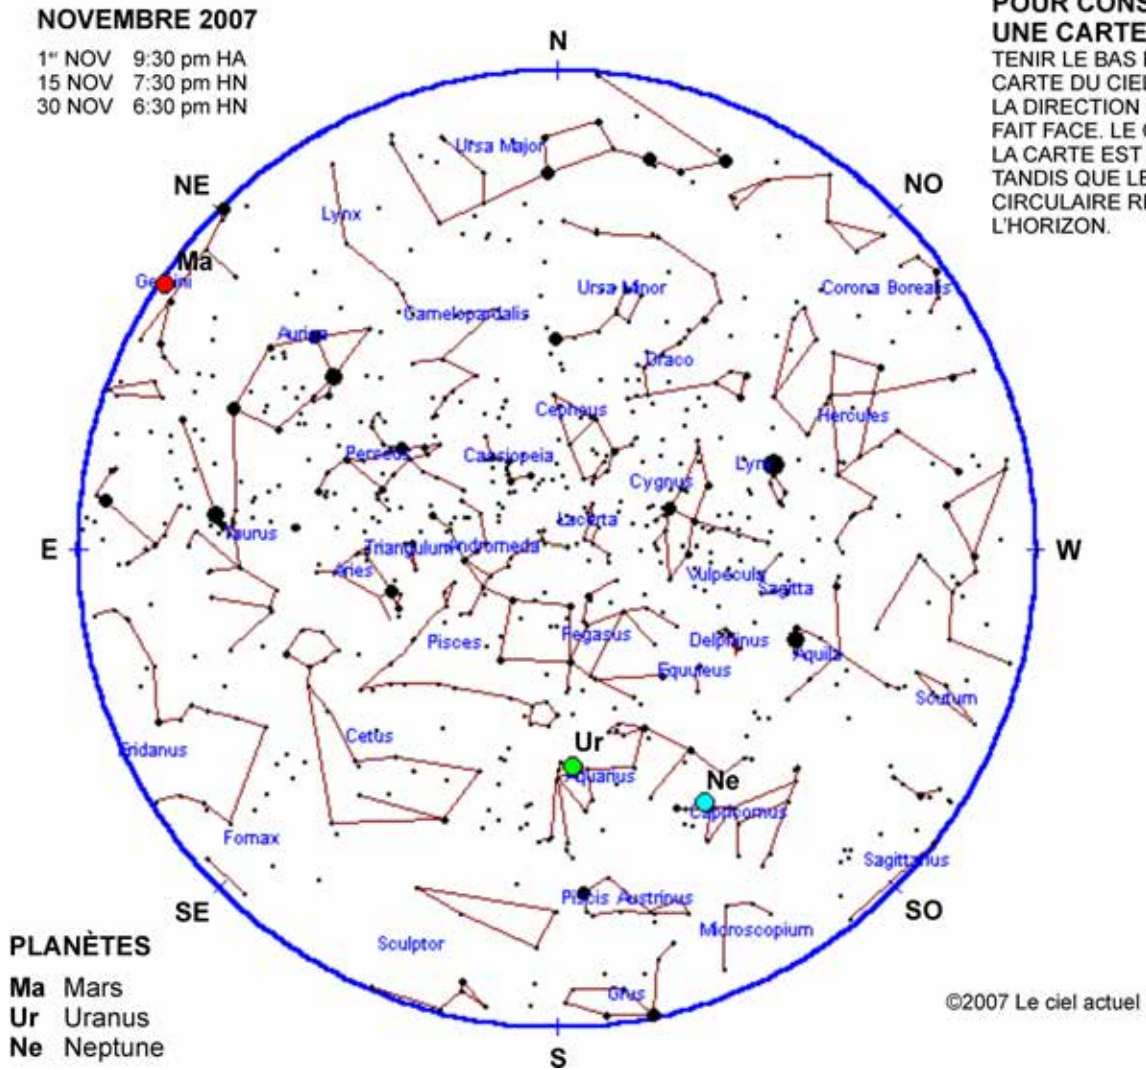 NOVEMBRE 2007
1er NOV 9:30 pm HA
15 NOV 7:30 pm HN
30 NOV 6:30 pm HN
POUR CONS
UNE CARTE
TENIR LE BAS
CARTE DU CIEL
LA DIRECTION
FAIT FACE. LE
LA CARTE EST
TANDIS QUE LE
CIRCULAIRE
L'HORIZON.
N
NE
NO
Ursa Major
Lynx
Ma
Gemini
Ursa Minor
Corona Borealis
Camelopardalis
Auriga
Draco
Cepheus
Hercules
Perseus
Cassiopeia
Lyra
Cygnus
Lacerta
Taurus
E
Triangulum
Andromeda
W
Aries
Vulpecula
Sagitta
Pisces
Pegasus
Delphinus
Aquila
Equuleus
Scutum
Eridanus
Cetus
Ur
Aquarius
Ne
Capricornus
Fornax
Sagittarius
SE
Piscis Austrinus
SO
Microscopium
Sculptor
Grus
S
PLANÈTES
Ma Mars
Ur Uranus
Ne Neptune
©2007 Le ciel actuel